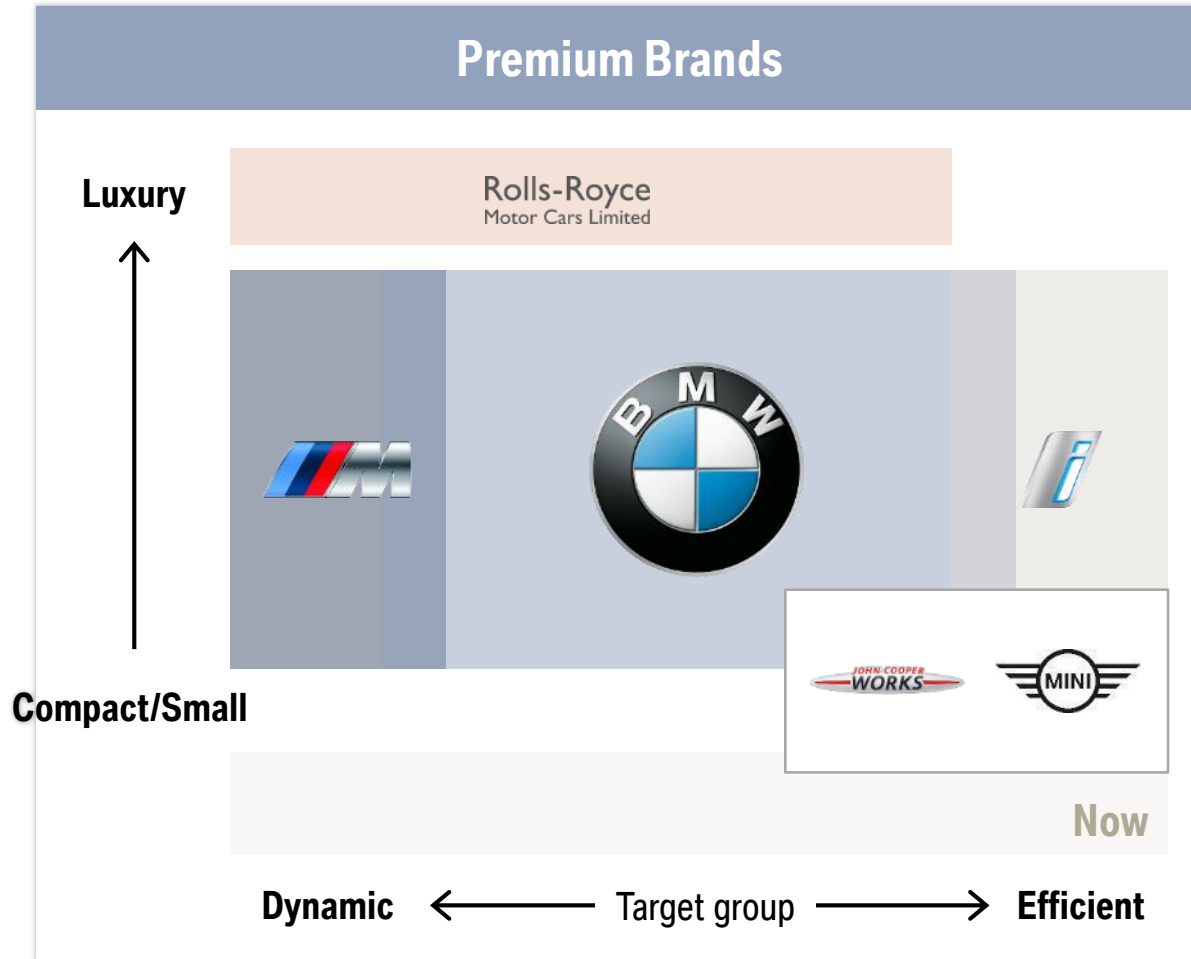 Premium Brands
Luxury
Rolls-Royce
Motor Cars Limited
BMW
M
i
JOHN COOPER
WORKS
MINI
Compact/Small
Now
Dynamic
Target group
Efficient